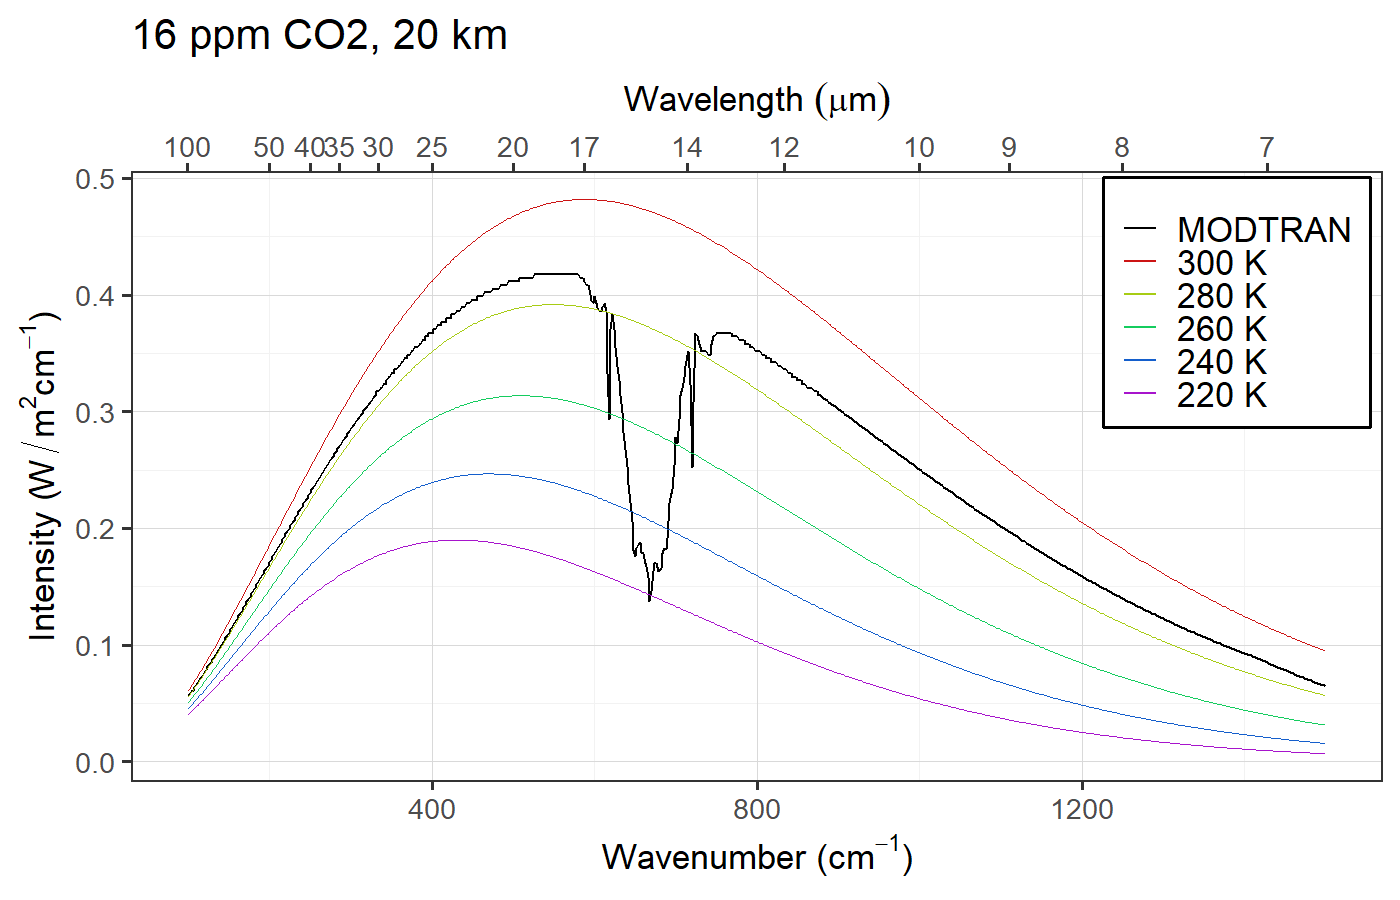 16 ppm CO2, 20 km
Wavelength (μm)
100 50 40 35 30 25 20 17 14 12 10 9 8 7
0.5
0.4
0.3
0.2
0.1
0.0
Intensity (W / m² cm⁻¹)
MODTRAN
300 K
280 K
260 K
240 K
220 K
400 800 1200
Wavenumber (cm⁻¹)